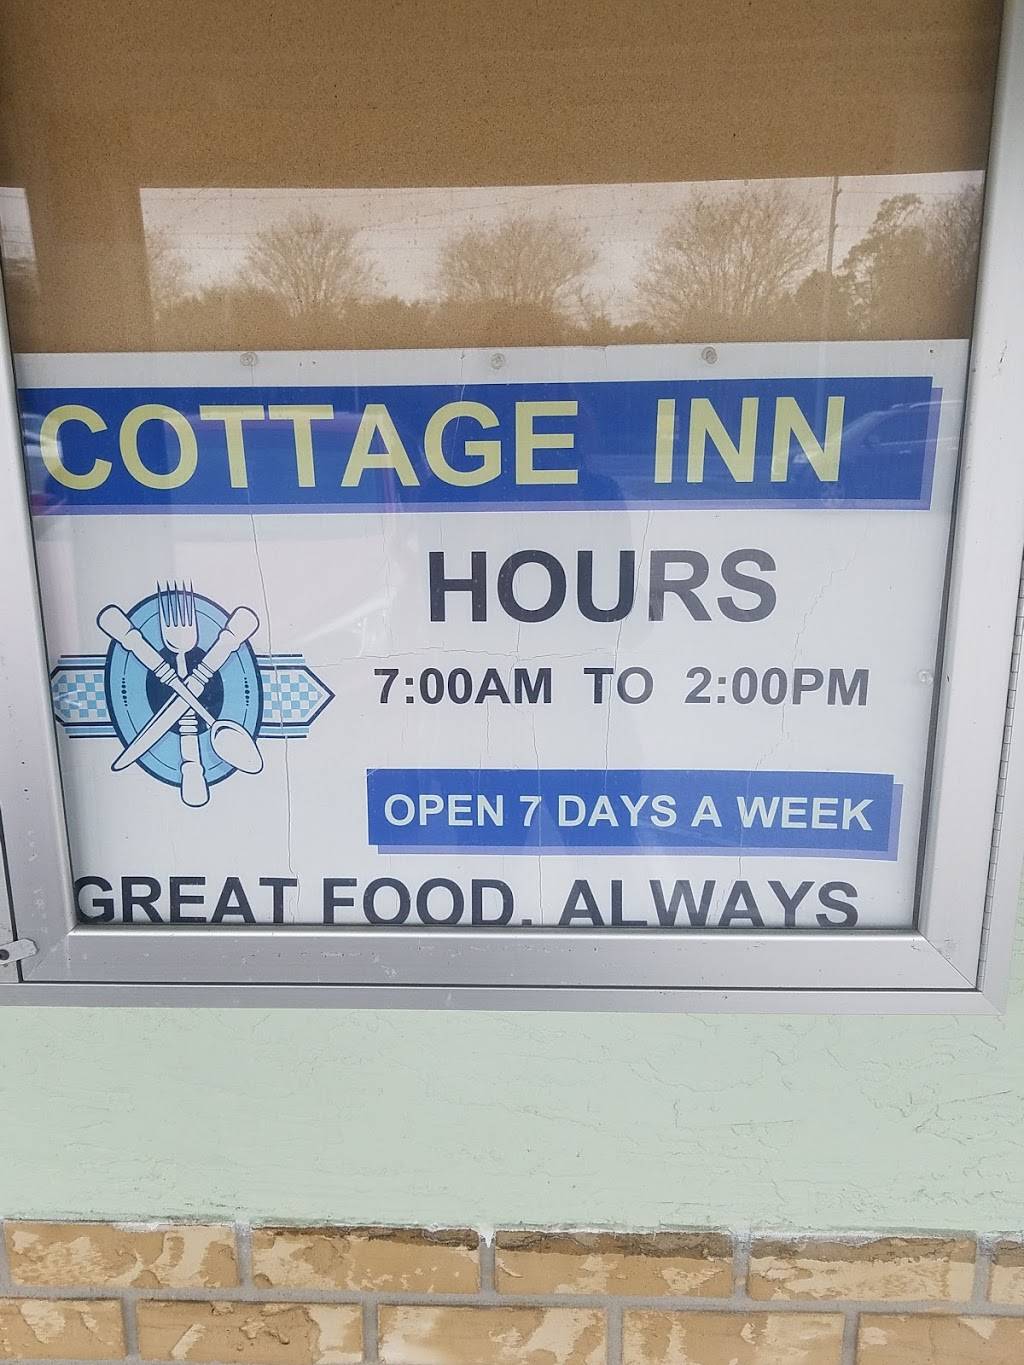 COTTAGE INN
HOURS
7:00AM TO 2:00PM
OPEN 7 DAYS A WEEK
GREAT FOOD, ALWAYS